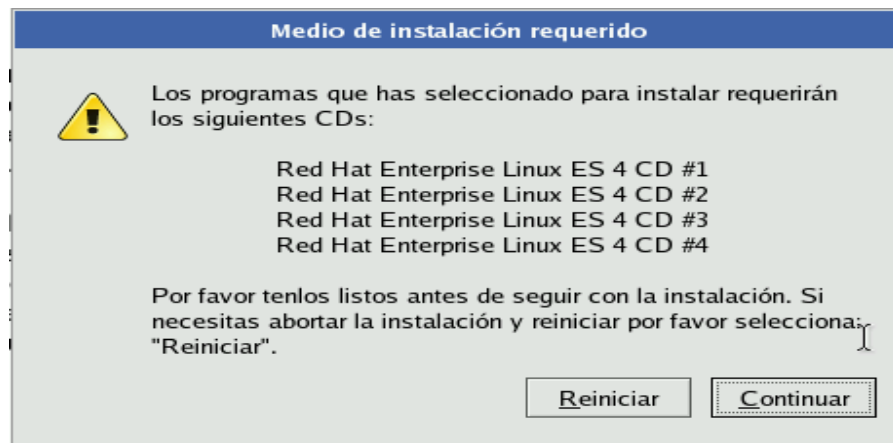 Medio de instalación requerido
Los programas que has seleccionado para instalar requerirán
los siguientes CDs:
Red Hat Enterprise Linux ES 4 CD #1
Red Hat Enterprise Linux ES 4 CD #2
Red Hat Enterprise Linux ES 4 CD #3
Red Hat Enterprise Linux ES 4 CD #4
Por favor tenlos listos antes de seguir con la instalación. Si
necesitas abortar la instalación y reiniciar por favor selecciona:
"Reiniciar".
Reiniciar Continuar